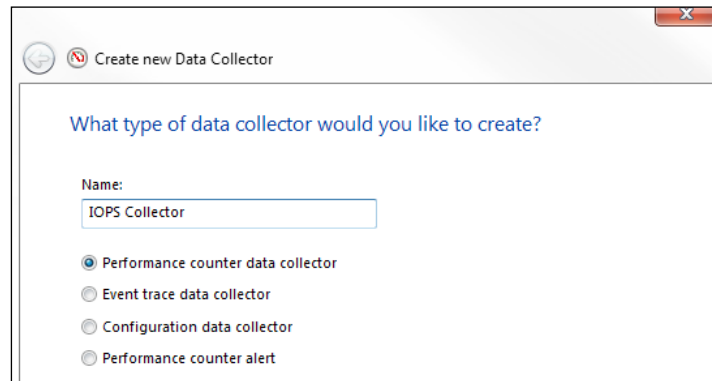 Create new Data Collector
What type of data collector would you like to create?
Name:
IOPS Collector
Performance counter data collector
Event trace data collector
Configuration data collector
Performance counter alert